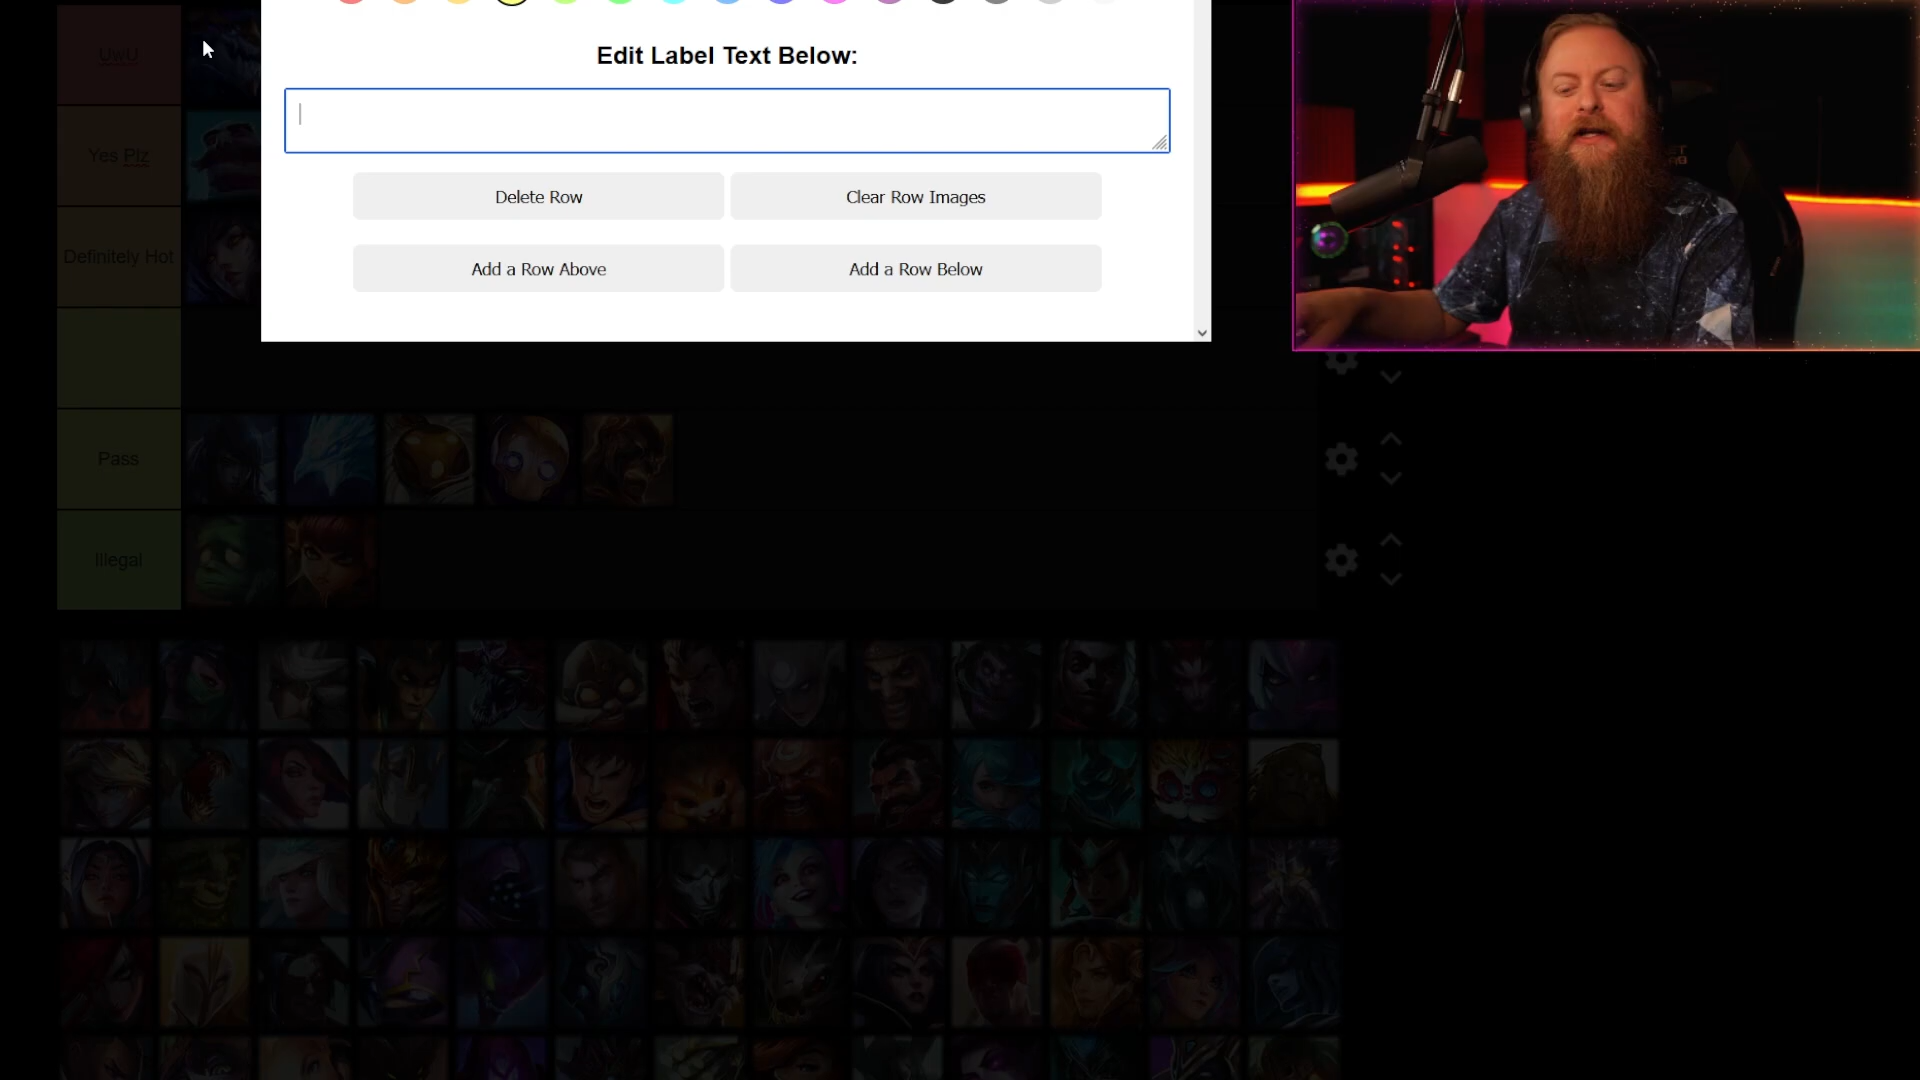 UwU
Edit Label Text Below:
Yes Plz
Delete Row
Clear Row Images
Definitely Hot
Add a Row Above
Add a Row Below
Pass
Illegal